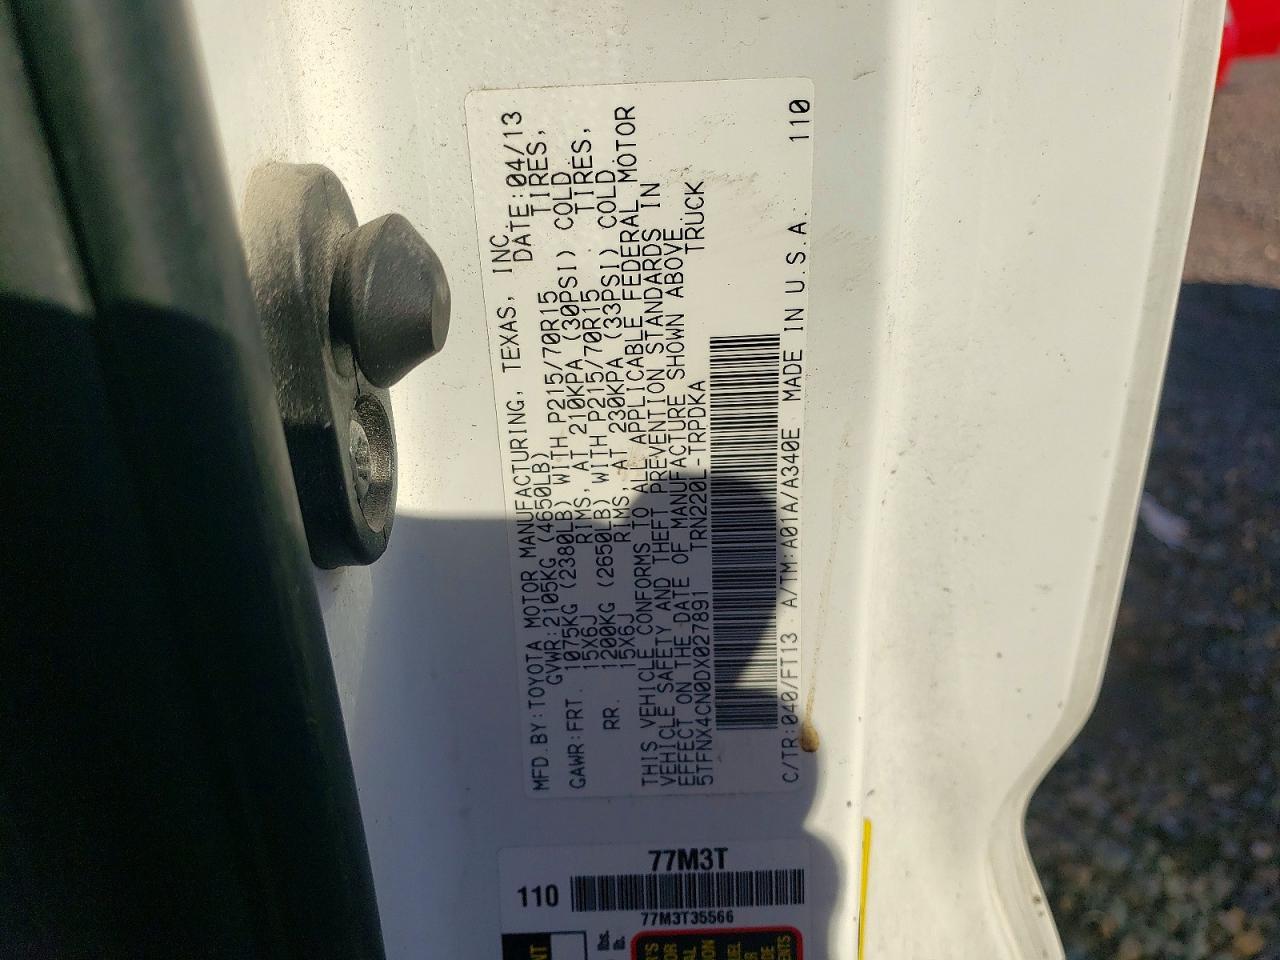 MFD.BY:TOYOTA MOTOR MANUFACTURING, TEXAS, INC.
GVWR:2105KG (4650LB) DATE:04/13
GAWR:FRT. 1075KG (2380LB) WITH P215/70R15 TIRES,
15X6J RIMS, AT 210KPA (30PSI) COLD
RR. 1200KG (2650LB) WITH P215/70R15 TIRES,
15X6J RIMS, AT 230KPA (33PSI) COLD
THIS VEHICLE CONFORMS TO ALL APPLICABLE FEDERAL MOTOR
VEHICLE SAFETY AND THEFT PREVENTION STANDARDS IN
EFFECT ON THE DATE OF MANUFACTURE SHOWN ABOVE.
5TFNX4CN0DX027891 TRN220L-TRPDKA TRUCK
C/TR:040/FT13 A/TM:A01A/A340E MADE IN U.S.A. 110
77M3T
110
77M3T35566
lbs.